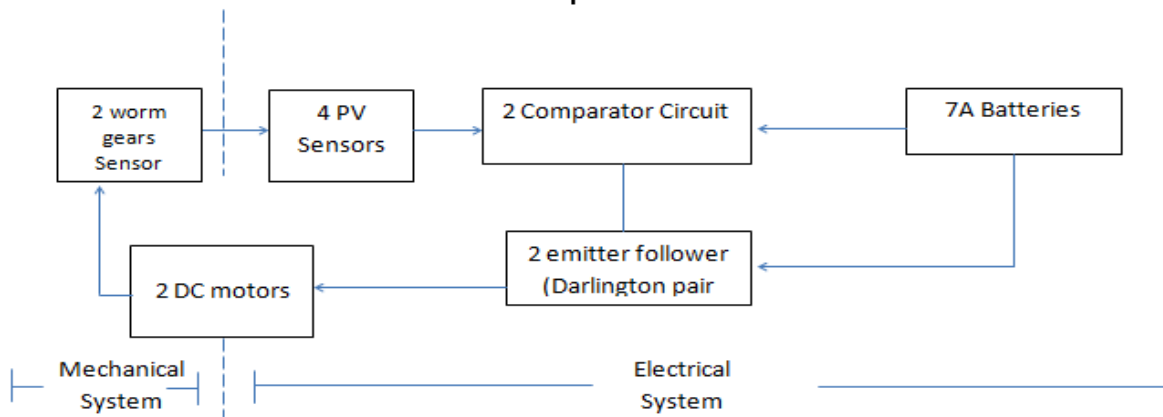 2 worm
gears
Sensor
4 PV
Sensors
2 Comparator Circuit
7A Batteries
2 DC motors
2 emitter follower
(Darlington pair
Mechanical
System
Electrical
System